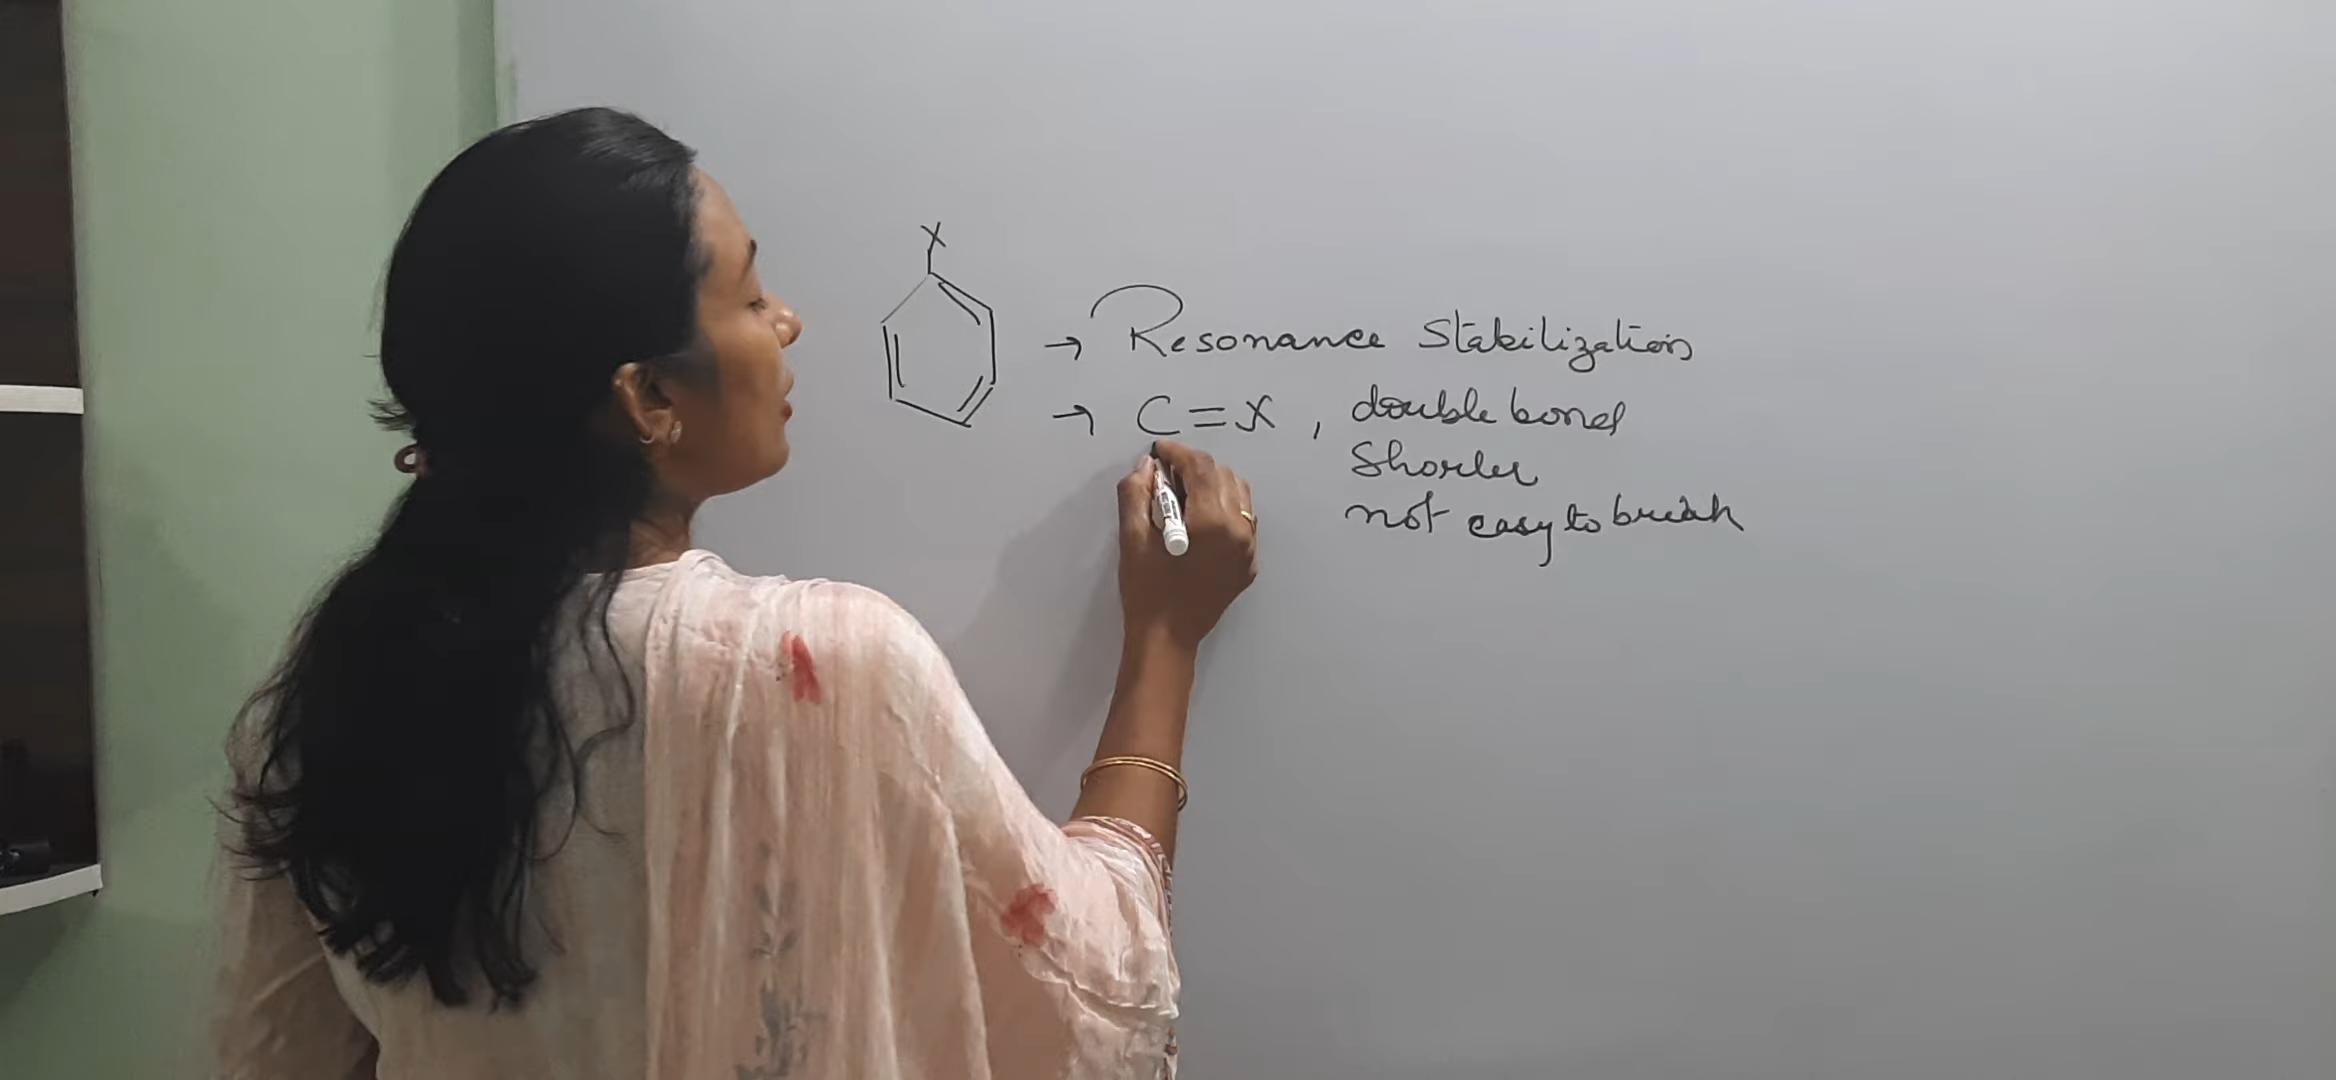 X
→ Resonance Stabilization
→ C=X, double bond
Shorter
not easy to break